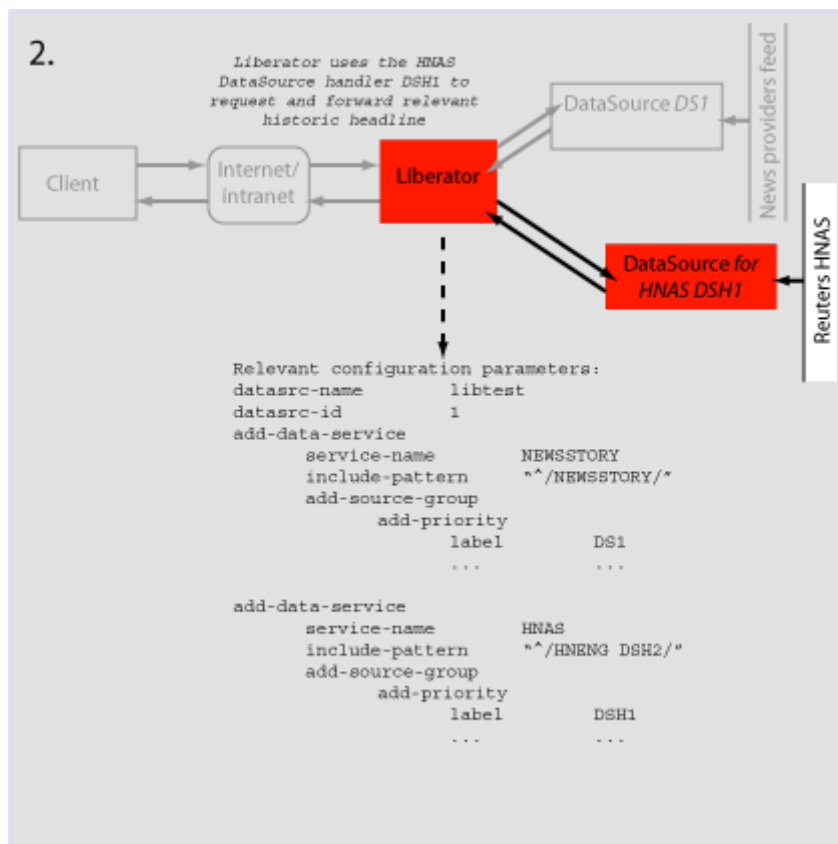 2.
Liberator uses the HNAS
DataSource handler DSH1 to
request and forward relevant
historic headline
Client
Internet/
intranet
Liberator
DataSource DS1
News providers feed
DataSource for
HNAS DSH1
Reuters HNAS
Relevant configuration parameters:
datasrc-name libtest
datasrc-id 1
add-data-service
service-name NEWSSTORY
include-pattern "^/NEWSSTORY/"
add-source-group
add-priority
label DS1
... ...
add-data-service
service-name HNAS
include-pattern "^/HNENG DSH2/"
add-source-group
add-priority
label DSH1
... ...